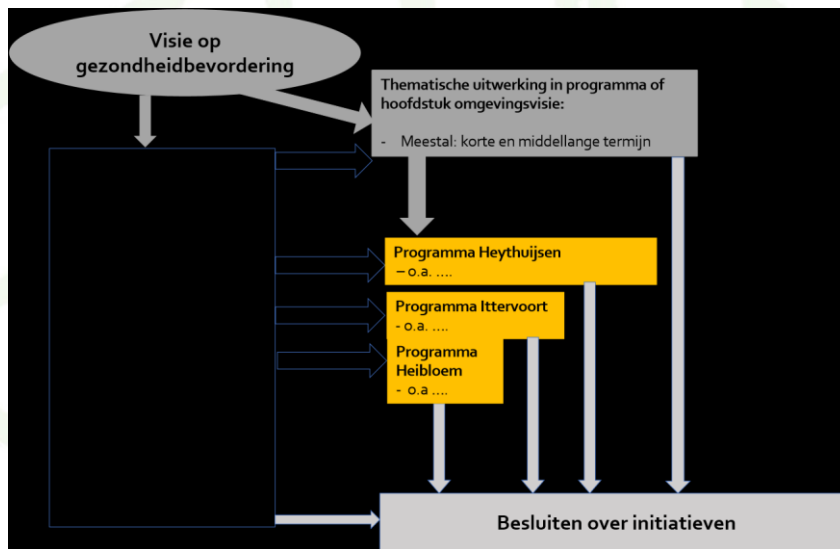 Visie op
gezondheidbevordering
Thematische uitwerking in programma of
hoofdstuk omgevingsvisie:
- Meestal: korte en middellange termijn
Programma Heythuijsen
– o.a. ....
Programma Ittervoort
- o.a. ....
Programma
Heibloem
- o.a ....
Besluiten over initiatieven